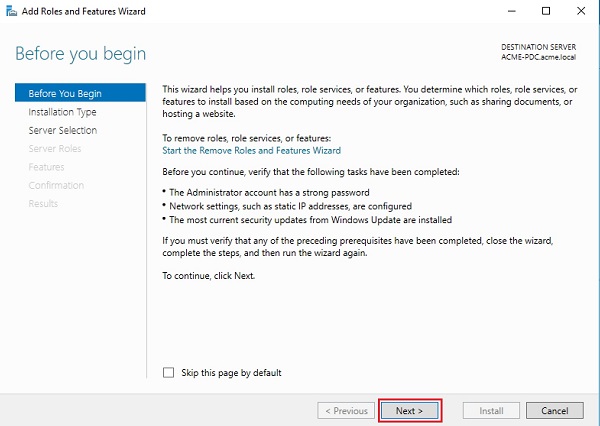 Add Roles and Features Wizard
Before you begin
DESTINATION SERVER
ACME-PDC.acme.local
Before You Begin
Installation Type
Server Selection
Server Roles
Features
Confirmation
Results
This wizard helps you install roles, role services, or features. You determine which roles, role services, or
features to install based on the computing needs of your organization, such as sharing documents, or
hosting a website.
To remove roles, role services, or features:
Start the Remove Roles and Features Wizard
Before you continue, verify that the following tasks have been completed:
• The Administrator account has a strong password
• Network settings, such as static IP addresses, are configured
• The most current security updates from Windows Update are installed
If you must verify that any of the preceding prerequisites have been completed, close the wizard,
complete the steps, and then run the wizard again.
To continue, click Next.
Skip this page by default
< Previous
Next >
Install
Cancel